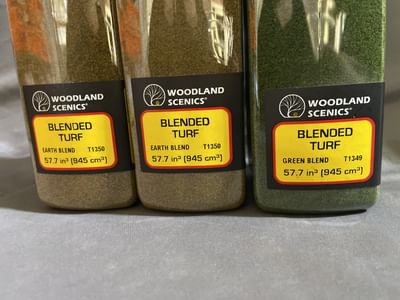 WOODLAND
SCENICS®
BLENDED
TURF
EARTH BLEND T1350
57.7 in³ (945 cm³)
WOODLAND
SCENICS®
BLENDED
TURF
EARTH BLEND T1350
57.7 in³ (945 cm³)
WOODLAND
SCENICS®
BLENDED
TURF
GREEN BLEND T1349
57.7 in³ (945 cm³)